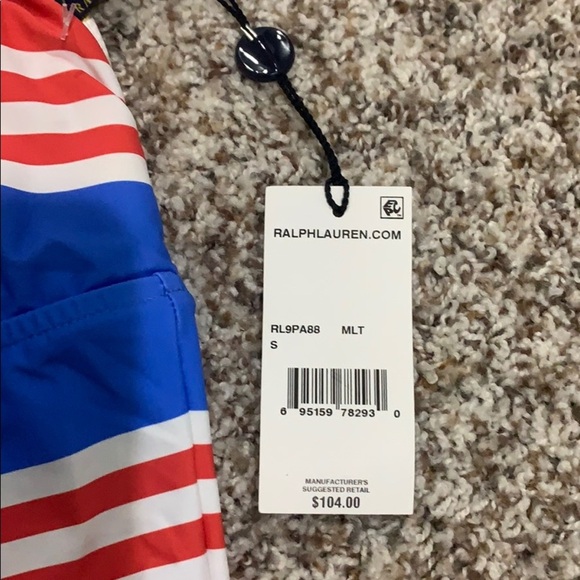 RALPHLAUREN.COM
RL9PA88 MLT
S
6 95159 78293 0
MANUFACTURER'S
SUGGESTED RETAIL
$104.00